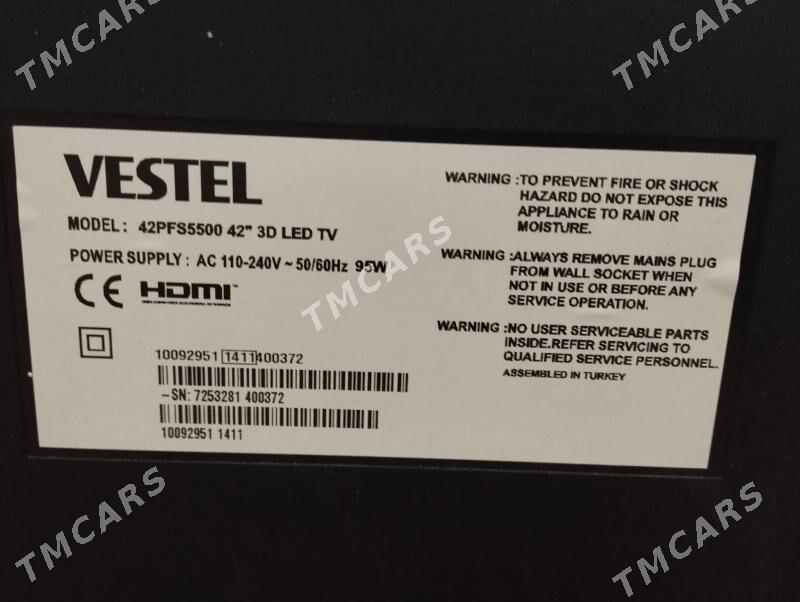 TMCARS
TMCARS
VESTEL
MODEL: 42PFS5500 42" 3D LED TV
POWER SUPPLY: AC 110-240V ~ 50/60Hz 95W
CE HDMI
10092951 1411 400372
-SN: 7253281 400372
10092951 1411
WARNING :TO PREVENT FIRE OR SHOCK
HAZARD DO NOT EXPOSE THIS
APPLIANCE TO RAIN OR
MOISTURE.
WARNING :ALWAYS REMOVE MAINS PLUG
FROM WALL SOCKET WHEN
NOT IN USE OR BEFORE ANY
SERVICE OPERATION.
WARNING :NO USER SERVICEABLE PARTS
INSIDE.REFER SERVICING TO
QUALIFIED SERVICE PERSONNEL.
ASSEMBLED IN TURKEY
TMCARS
TMCARS
TMCARS